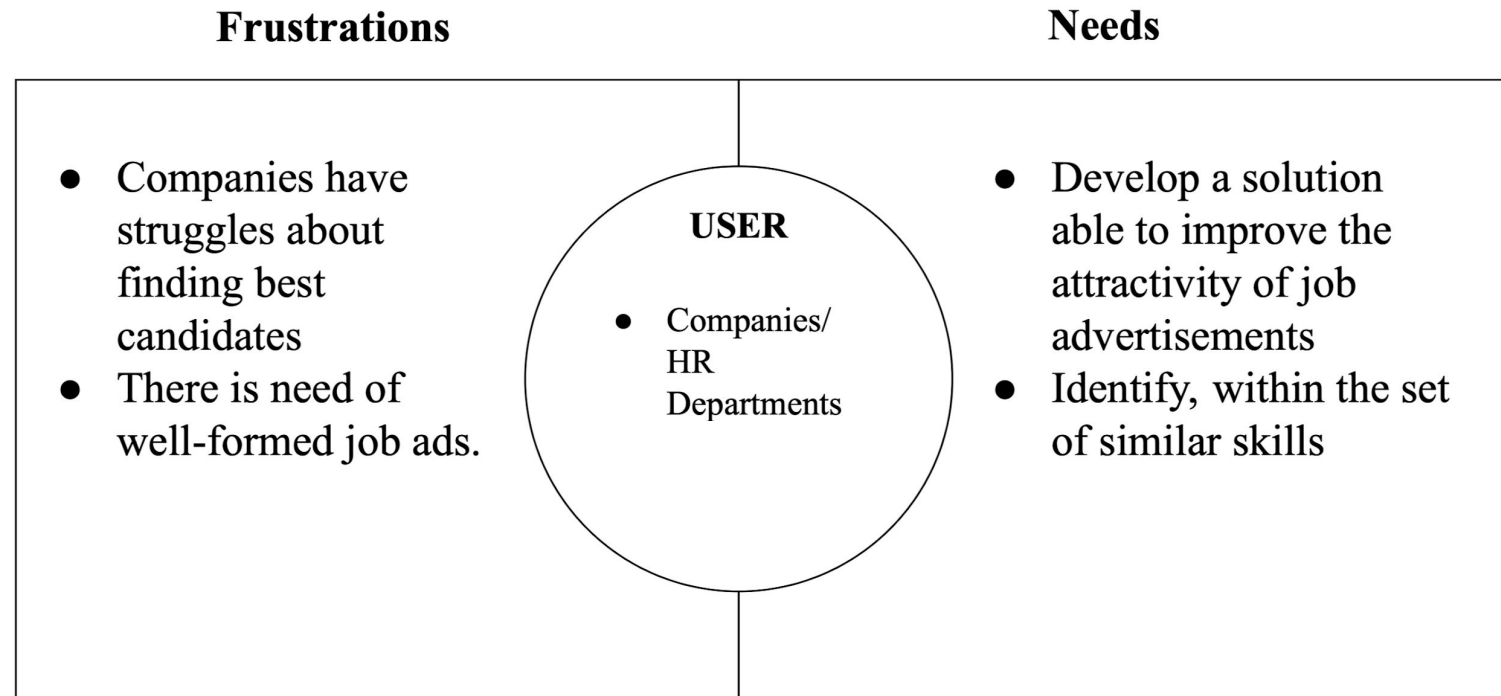 Frustrations
Needs
● Companies have
struggles about
finding best
candidates
● There is need of
well-formed job ads.
USER
● Companies/
HR
Departments
● Develop a solution
able to improve the
attractivity of job
advertisements
● Identify, within the set
of similar skills